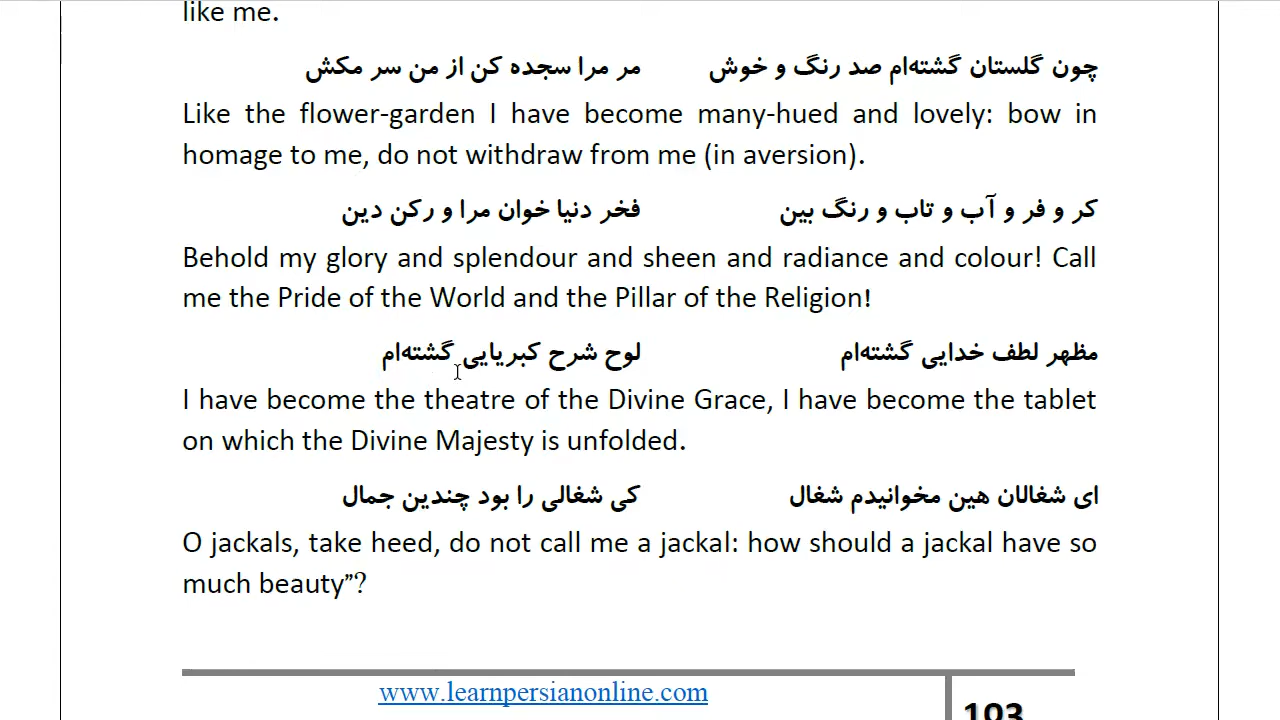 like me.
چون گلستان گشته‌ام صد رنگ و خوش مر مرا سجده کن از من سر مکش
Like the flower-garden I have become many-hued and lovely: bow in
homage to me, do not withdraw from me (in aversion).
کر و فر و آب و تاب و رنگ بین فخر دنیا خوان مرا و رکن دین
Behold my glory and splendour and sheen and radiance and colour! Call
me the Pride of the World and the Pillar of the Religion!
مظهر لطف خدایی گشته‌ام لوح شرح کبریایی گشته‌ام
I have become the theatre of the Divine Grace, I have become the tablet
on which the Divine Majesty is unfolded.
ای شغالان هین مخوانیدم شغال کی شغالی را بود چندین جمال
O jackals, take heed, do not call me a jackal: how should a jackal have so
much beauty”?
www.learnpersianonline.com
103